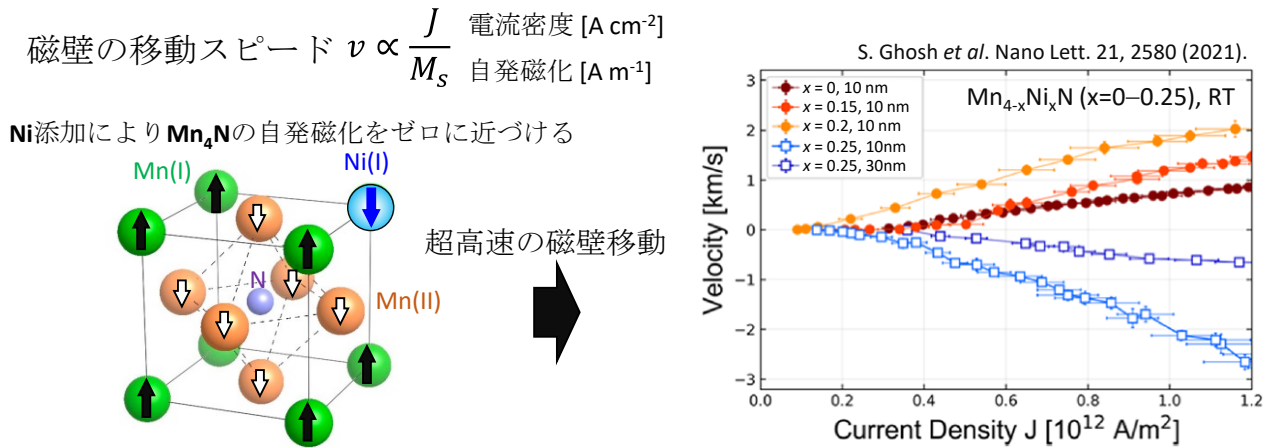 磁壁の移動スピード v ∝ J / M_S 電流密度 [A cm⁻²] 自発磁化 [A m⁻¹]
Ni添加によりMn₄Nの自発磁化をゼロに近づける
Mn(I)
Ni(I)
N
Mn(II)
超高速の磁壁移動
S. Ghosh et al. Nano Lett. 21, 2580 (2021).
Mn₄₋ₓNiₓN (x=0–0.25), RT
x = 0, 10 nm
x = 0.15, 10 nm
x = 0.2, 10 nm
x = 0.25, 10nm
x = 0.25, 30nm
Velocity [km/s]
3
2
1
0
−1
−2
−3
0.0 0.2 0.4 0.6 0.8 1.0 1.2
Current Density J [10¹² A/m²]